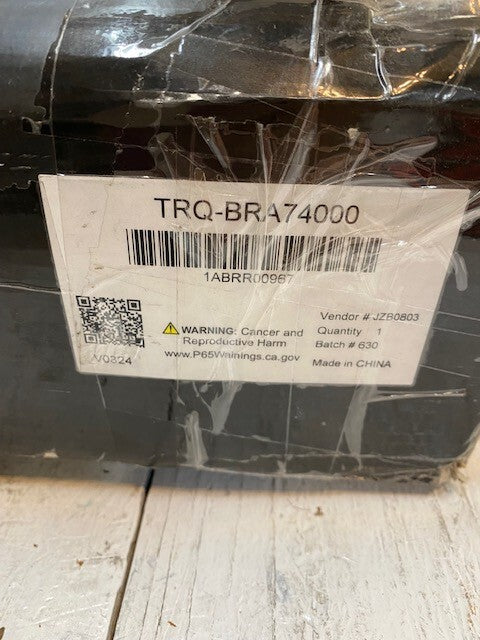 TRQ-BRA74000
1ABRR00967
Vendor # JZB0803
WARNING: Cancer and
Quantity 1
Reproductive Harm
Batch # 630
V0324
www.P65Warnings.ca.gov
Made in CHINA